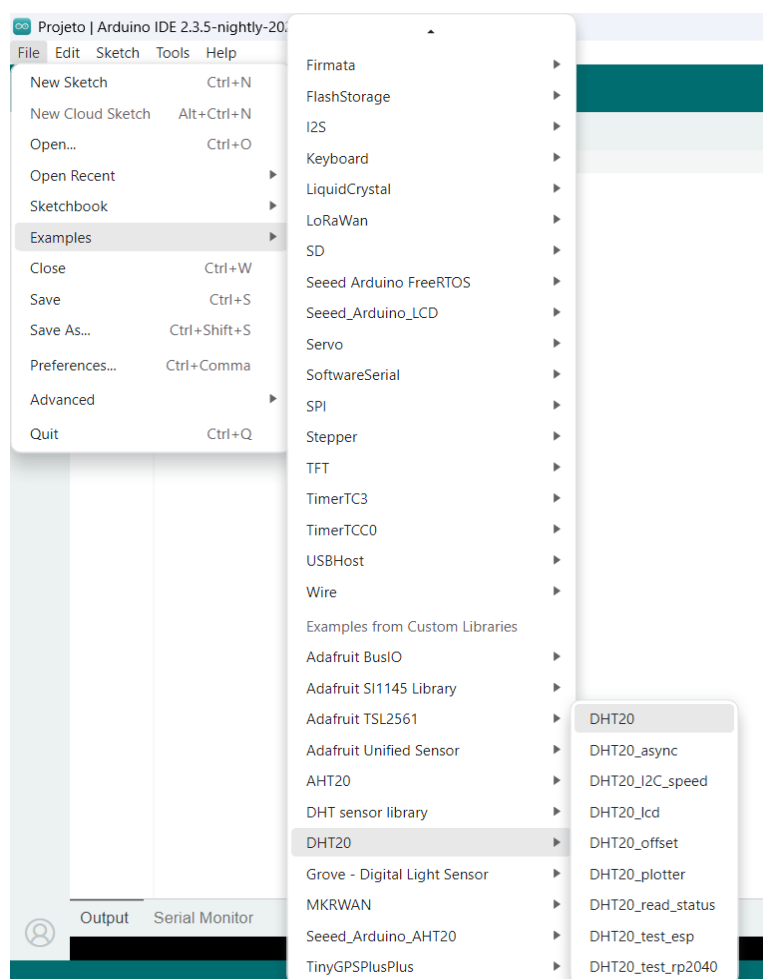 Projeto | Arduino IDE 2.3.5-nightly-20
File Edit Sketch Tools Help
New Sketch Ctrl+N
New Cloud Sketch Alt+Ctrl+N
Open... Ctrl+O
Open Recent
Sketchbook
Examples
Close Ctrl+W
Save Ctrl+S
Save As... Ctrl+Shift+S
Preferences... Ctrl+Comma
Advanced
Quit Ctrl+Q
Firmata
FlashStorage
I2S
Keyboard
LiquidCrystal
LoRaWan
SD
Seeed Arduino FreeRTOS
Seeed_Arduino_LCD
Servo
SoftwareSerial
SPI
Stepper
TFT
TimerTC3
TimerTCC0
USBHost
Wire
Examples from Custom Libraries
Adafruit BusIO
Adafruit SI1145 Library
Adafruit TSL2561
Adafruit Unified Sensor
AHT20
DHT sensor library
DHT20
Grove - Digital Light Sensor
MKRWAN
Seeed_Arduino_AHT20
TinyGPSPlusPlus
DHT20
DHT20_async
DHT20_I2C_speed
DHT20_lcd
DHT20_offset
DHT20_plotter
DHT20_read_status
DHT20_test_esp
DHT20_test_rp2040
Output Serial Monitor